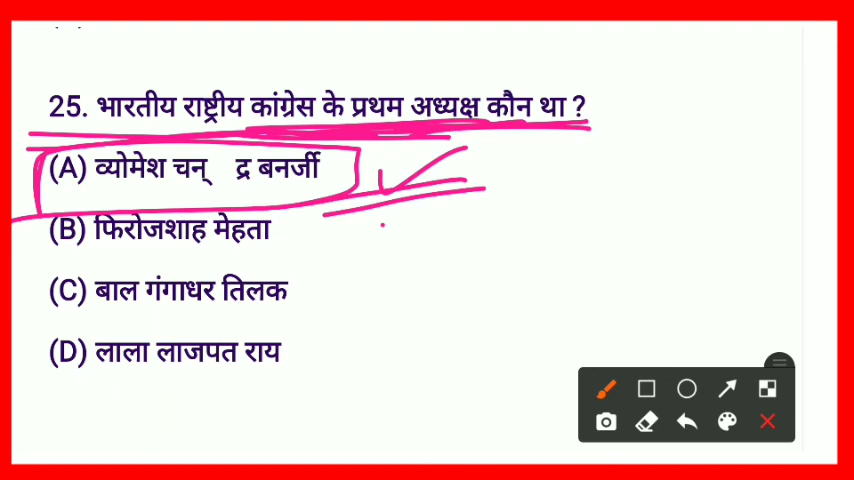 25. भारतीय राष्ट्रीय कांग्रेस के प्रथम अध्यक्ष कौन था ?
(A) व्योमेश चन् द्र बनर्जी
(B) फिरोजशाह मेहता
(C) बाल गंगाधर तिलक
(D) लाला लाजपत राय